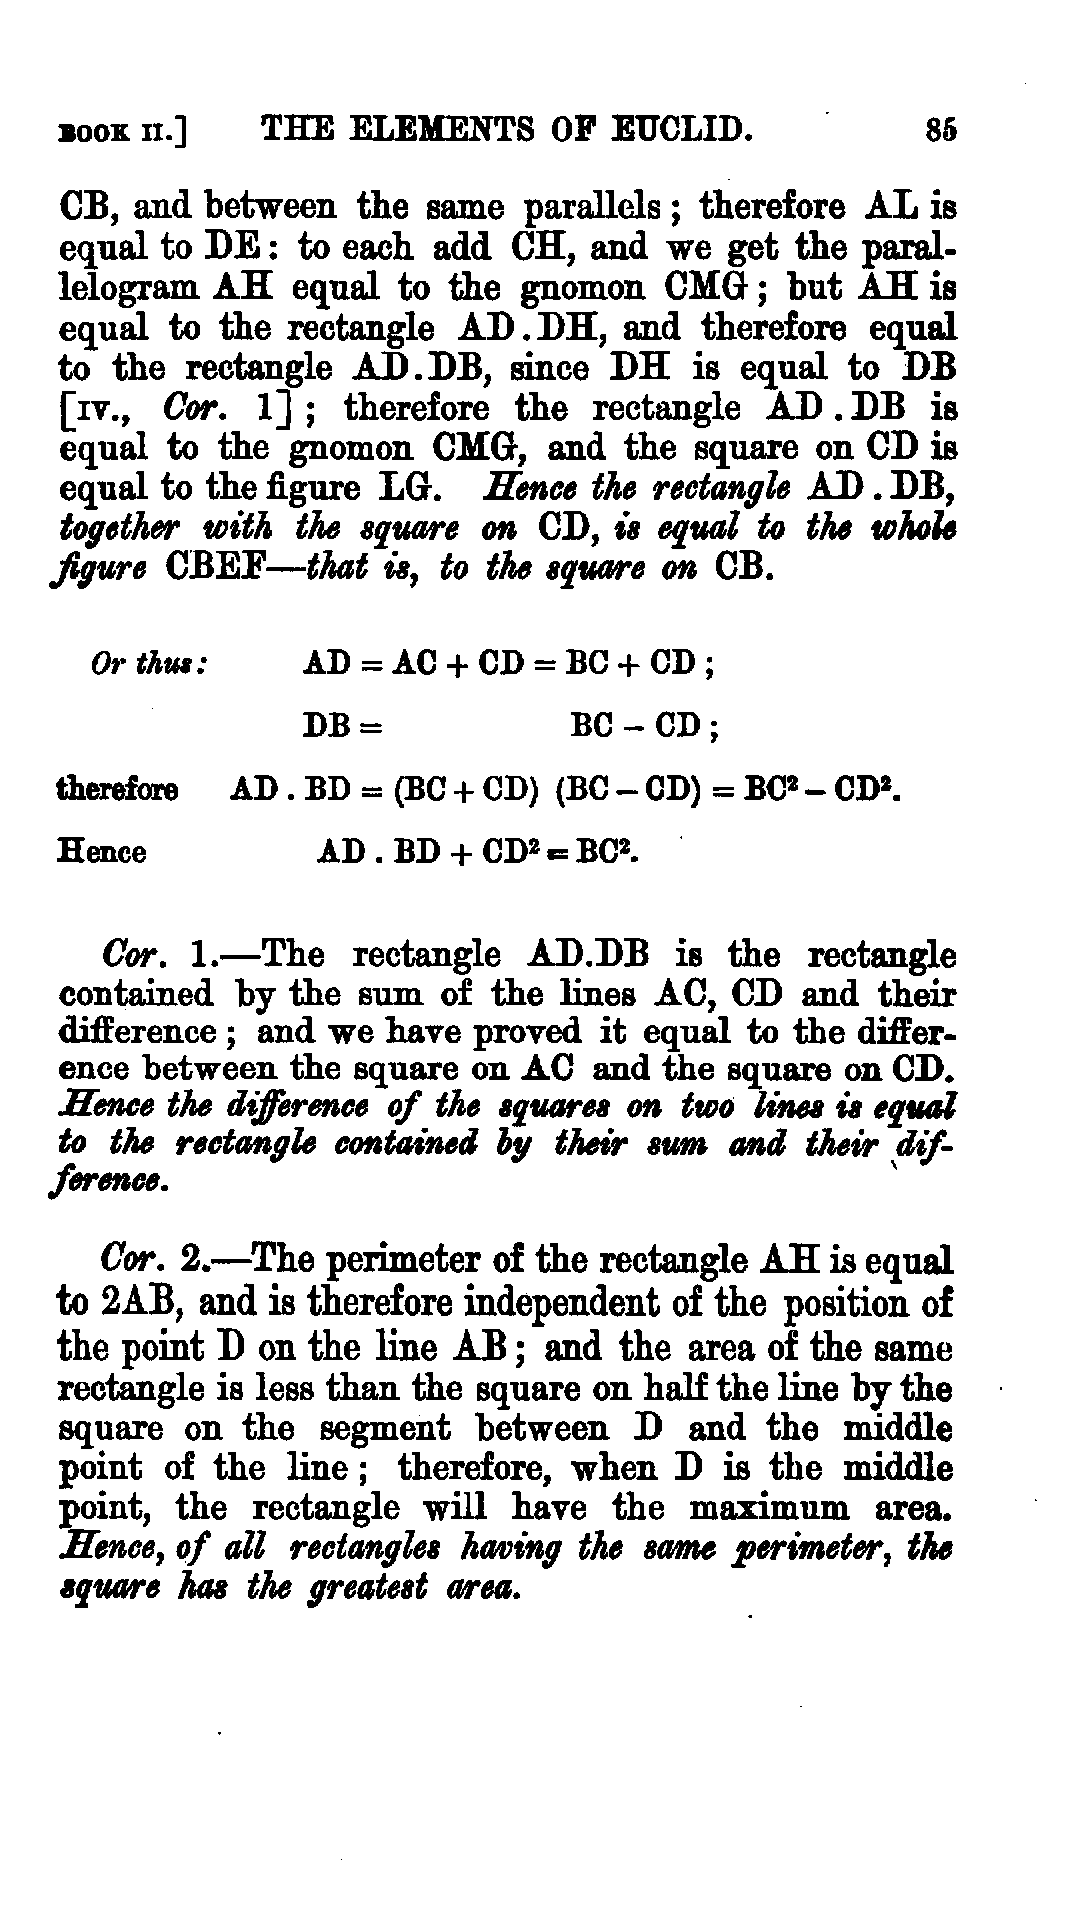 BOOK II.] THE ELEMENTS OF EUCLID. 85
CB, and between the same parallels; therefore AL is
equal to DE: to each add CH, and we get the paral-
lelogram AH equal to the gnomon CMG; but AH is
equal to the rectangle AD.DH, and therefore equal
to the rectangle AD.DB, since DH is equal to DB
[IV., Cor. 1]; therefore the rectangle AD.DB is
equal to the gnomon CMG, and the square on CD is
equal to the figure LG. Hence the rectangle AD.DB,
together with the square on CD, is equal to the whole
figure CBEF—that is, to the square on CB.
Or thus: AD = AC + CD = BC + CD;
DB = BC − CD;
therefore AD.BD = (BC + CD) (BC − CD) = BC² − CD².
Hence AD.BD + CD² = BC².
Cor. 1.—The rectangle AD.DB is the rectangle
contained by the sum of the lines AC, CD and their
difference; and we have proved it equal to the differ-
ence between the square on AC and the square on CD.
Hence the difference of the squares on two lines is equal
to the rectangle contained by their sum and their dif-
ference.
Cor. 2.—The perimeter of the rectangle AH is equal
to 2AB, and is therefore independent of the position of
the point D on the line AB; and the area of the same
rectangle is less than the square on half the line by the
square on the segment between D and the middle
point of the line; therefore, when D is the middle
point, the rectangle will have the maximum area.
Hence, of all rectangles having the same perimeter, the
square has the greatest area.